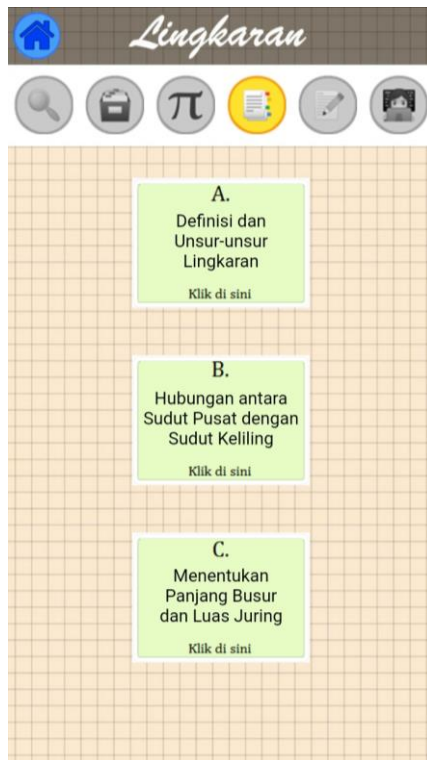 Lingkaran
π
A.
Definisi dan
Unsur-unsur
Lingkaran
Klik di sini
B.
Hubungan antara
Sudut Pusat dengan
Sudut Keliling
Klik di sini
C.
Menentukan
Panjang Busur
dan Luas Juring
Klik di sini